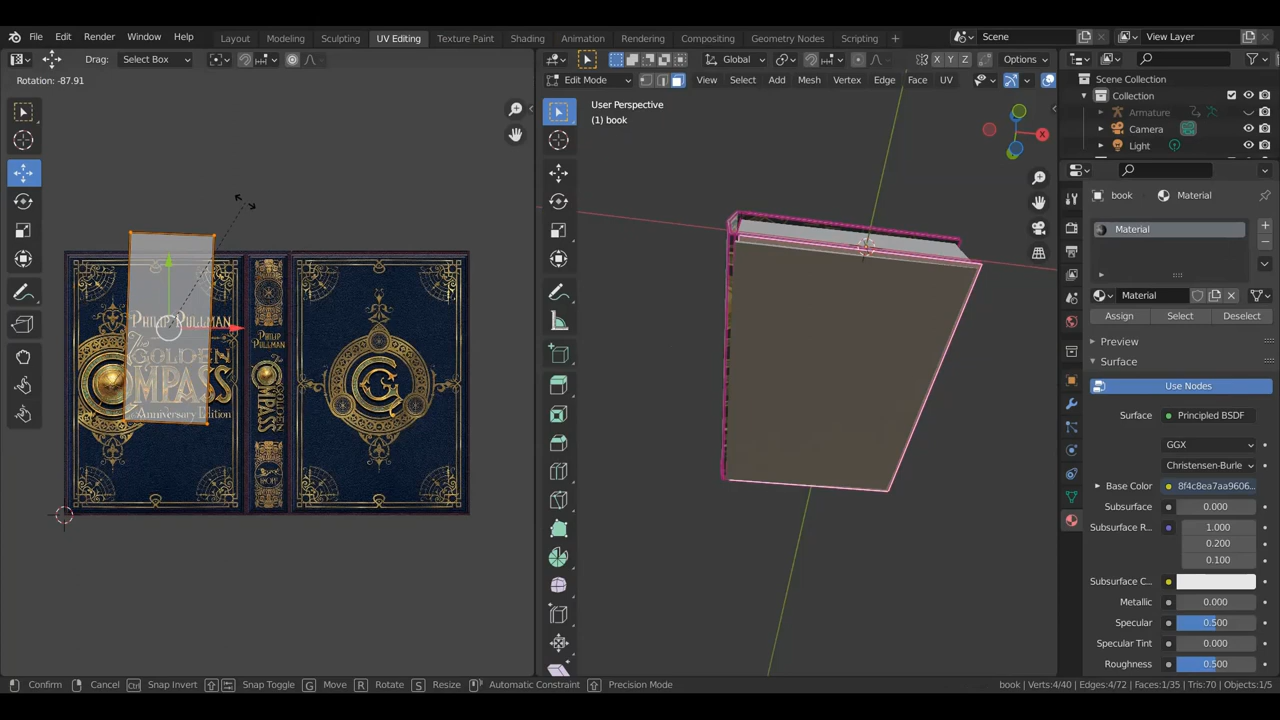 File Edit Render Window Help Layout Modeling Sculpting UV Editing Texture Paint Shading Animation Rendering Compositing Geometry Nodes Scripting + Scene View Layer
Drag: Select Box Global X Y Z Options
Rotation: -87.91 Edit Mode View Select Add Mesh Vertex Edge Face UV
User Perspective
(1) book
X
Scene Collection
Collection
Armature
Camera
Light
book Material
Material
Material
Assign Select Deselect
Preview
Surface
Use Nodes
Surface Principled BSDF
GGX
Christensen-Burle
Base Color 8f4c8ea7aa9606...
Subsurface 0.000
Subsurface R... 1.000
0.200
0.100
Subsurface C...
Metallic 0.000
Specular 0.500
Specular Tint 0.000
Roughness 0.500
PHILIP PULLMAN
The
GOLDEN
COMPASS
Anniversary Edition
PHILIP
PULLMAN
GOLDEN
COMPASS
G
Confirm Cancel Ctrl Snap Invert Snap Toggle G Move R Rotate S Resize Automatic Constraint Precision Mode book | Verts:4/40 Edges:4/72 | Faces:1/35 | Tris:70 | Objects:1/5